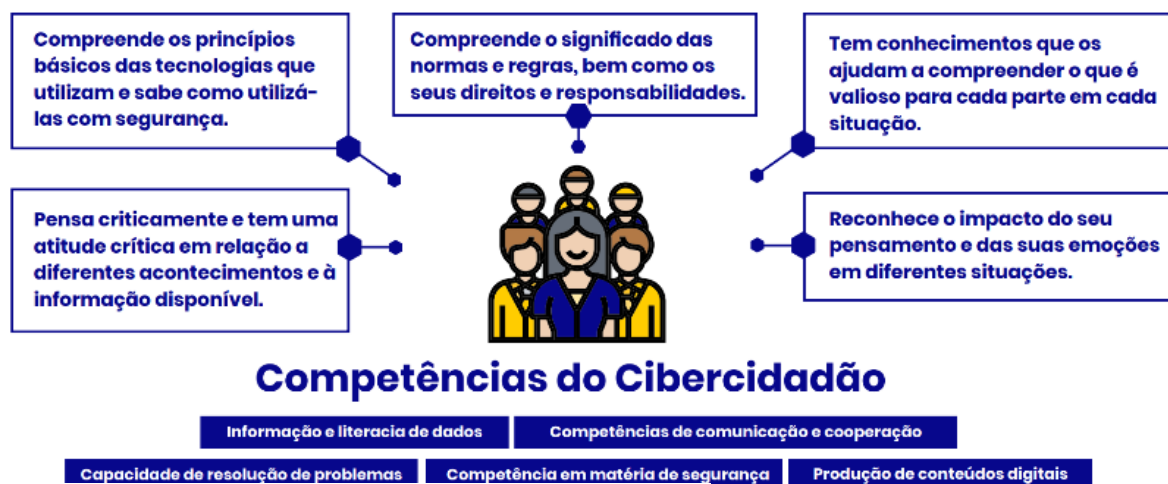 Compreende os princípios
básicos das tecnologias que
utilizam e sabe como utilizá-
las com segurança.
Compreende o significado das
normas e regras, bem como os
seus direitos e responsabilidades.
Tem conhecimentos que os
ajudam a compreender o que é
valioso para cada parte em cada
situação.
Pensa criticamente e tem uma
atitude crítica em relação a
diferentes acontecimentos e à
informação disponível.
Reconhece o impacto do seu
pensamento e das suas emoções
em diferentes situações.
Competências do Cibercidadão
Informação e literacia de dados
Competências de comunicação e cooperação
Capacidade de resolução de problemas
Competência em matéria de segurança
Produção de conteúdos digitais